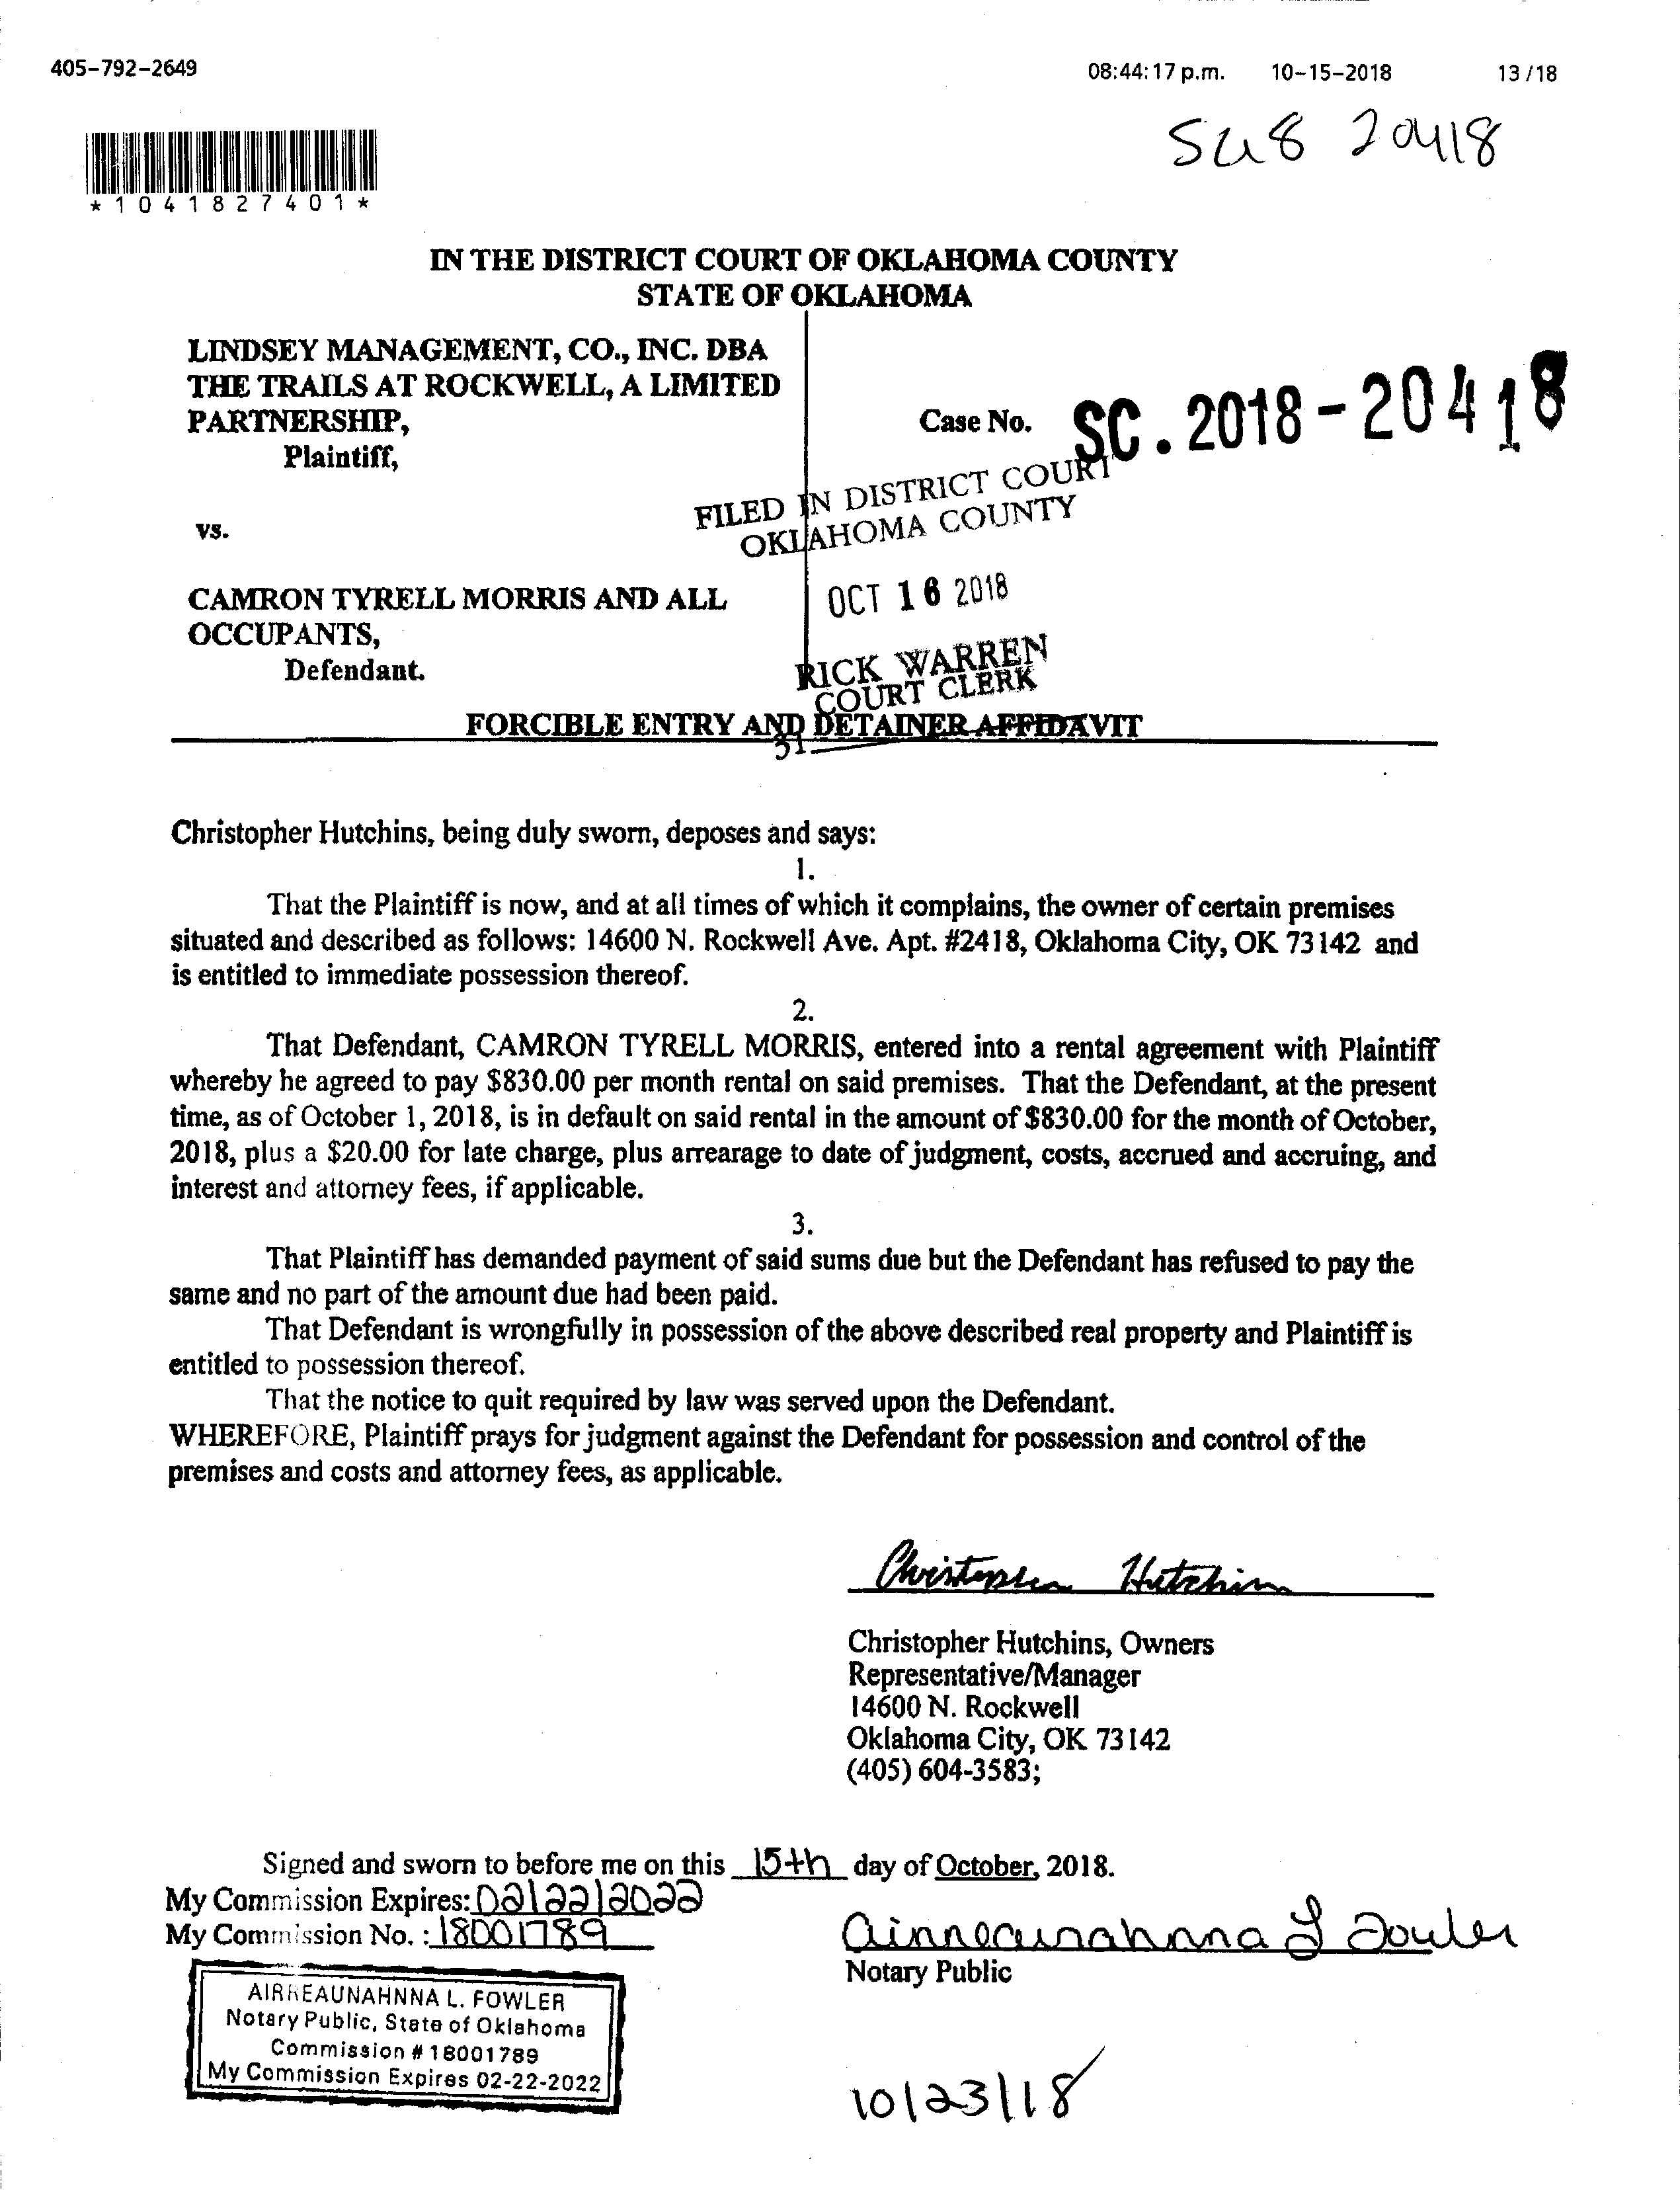 405-792-2649 08:44:17 p.m. 10-15-2018 13/18
20418
*1041827401*
IN THE DISTRICT COURT OF OKLAHOMA COUNTY
STATE OF OKLAHOMA
LINDSEY MANAGEMENT, CO., INC. DBA
THE TRAILS AT ROCKWELL, A LIMITED
PARTNERSHIP,
Plaintiff,
Case No. SC. 2018-20418
vs.
FILED IN DISTRICT COURT
OKLAHOMA COUNTY
CAMRON TYRELL MORRIS AND ALL
OCCUPANTS,
Defendant.
OCT 16 2018
RICK WARREN
COURT CLERK
FORCIBLE ENTRY AND DETAINER AFFIDAVIT
31
Christopher Hutchins, being duly sworn, deposes and says:
1.
That the Plaintiff is now, and at all times of which it complains, the owner of certain premises
situated and described as follows: 14600 N. Rockwell Ave. Apt. #2418, Oklahoma City, OK 73142 and
is entitled to immediate possession thereof.
2.
That Defendant, CAMRON TYRELL MORRIS, entered into a rental agreement with Plaintiff
whereby he agreed to pay $830.00 per month rental on said premises. That the Defendant, at the present
time, as of October 1, 2018, is in default on said rental in the amount of $830.00 for the month of October,
2018, plus a $20.00 for late charge, plus arrearage to date of judgment, costs, accrued and accruing, and
interest and attorney fees, if applicable.
3.
That Plaintiff has demanded payment of said sums due but the Defendant has refused to pay the
same and no part of the amount due had been paid.
That Defendant is wrongfully in possession of the above described real property and Plaintiff is
entitled to possession thereof.
That the notice to quit required by law was served upon the Defendant.
WHEREFORE, Plaintiff prays for judgment against the Defendant for possession and control of the
premises and costs and attorney fees, as applicable.
Christopher Hutchins
Christopher Hutchins, Owners
Representative/Manager
14600 N. Rockwell
Oklahoma City, OK 73142
(405) 604-3583;
Signed and sworn to before me on this 15th day of October, 2018.
My Commission Expires: 02/22/2022
My Commission No. : 18001789
L Fowler
Notary Public
L. FOWLER
Notary Public, State of Oklahoma
Commission # 18001789
My Commission Expires 02-22-2022
10/23/18